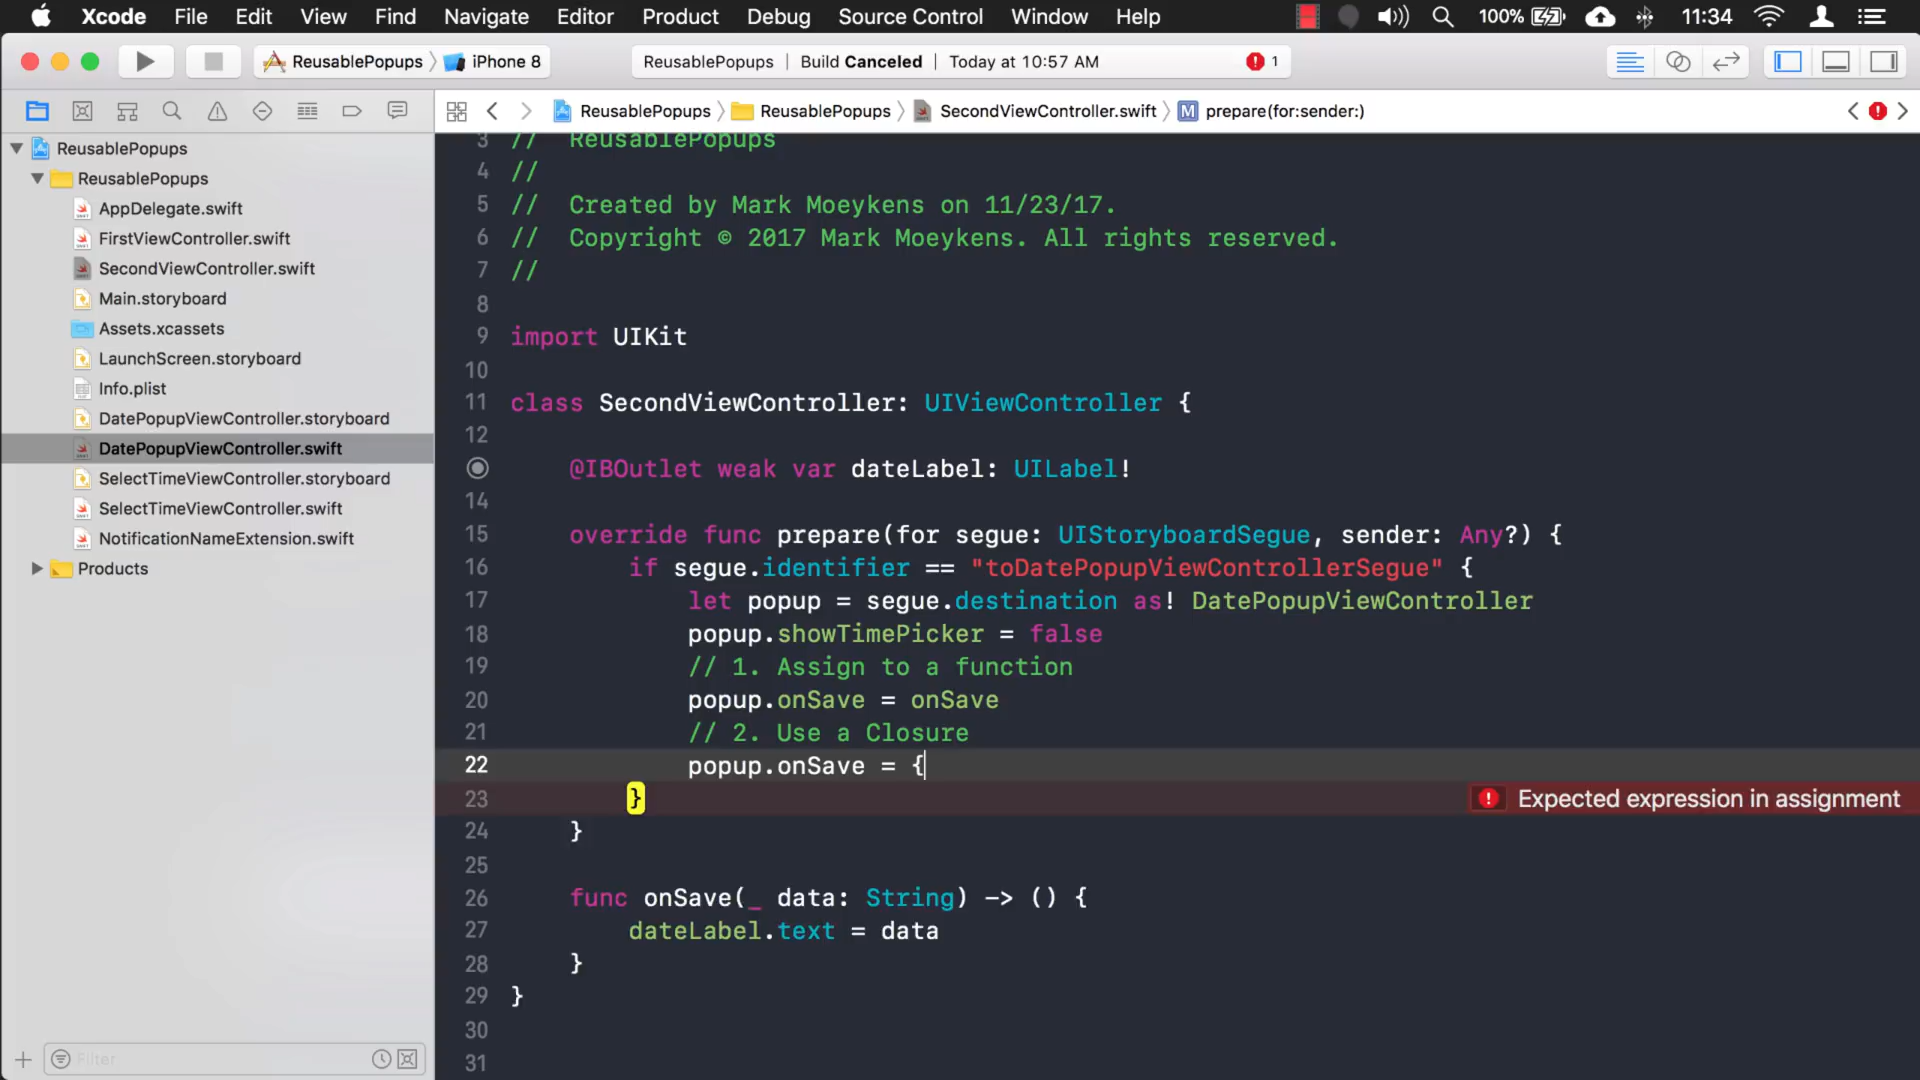 Xcode File Edit View Find Navigate Editor Product Debug Source Control Window Help 100% 11:34
ReusablePopups iPhone 8 ReusablePopups Build Canceled Today at 10:57 AM 1
ReusablePopups ReusablePopups SecondViewController.swift M prepare(for:sender:)
ReusablePopups
ReusablePopups
AppDelegate.swift
FirstViewController.swift
SecondViewController.swift
Main.storyboard
Assets.xcassets
LaunchScreen.storyboard
Info.plist
DatePopupViewController.storyboard
DatePopupViewController.swift
SelectTimeViewController.storyboard
SelectTimeViewController.swift
NotificationNameExtension.swift
Products
Filter
3 // ReusablePopups
4 //
5 // Created by Mark Moeykens on 11/23/17.
6 // Copyright © 2017 Mark Moeykens. All rights reserved.
7 //
8
9 import UIKit
10
11 class SecondViewController: UIViewController {
12
@IBOutlet weak var dateLabel: UILabel!
14
15 override func prepare(for segue: UIStoryboardSegue, sender: Any?) {
16 if segue.identifier == "toDatePopupViewControllerSegue" {
17 let popup = segue.destination as! DatePopupViewController
18 popup.showTimePicker = false
19 // 1. Assign to a function
20 popup.onSave = onSave
21 // 2. Use a Closure
22 popup.onSave = {
23 } Expected expression in assignment
24 }
25
26 func onSave(_ data: String) -> () {
27 dateLabel.text = data
28 }
29 }
30
31